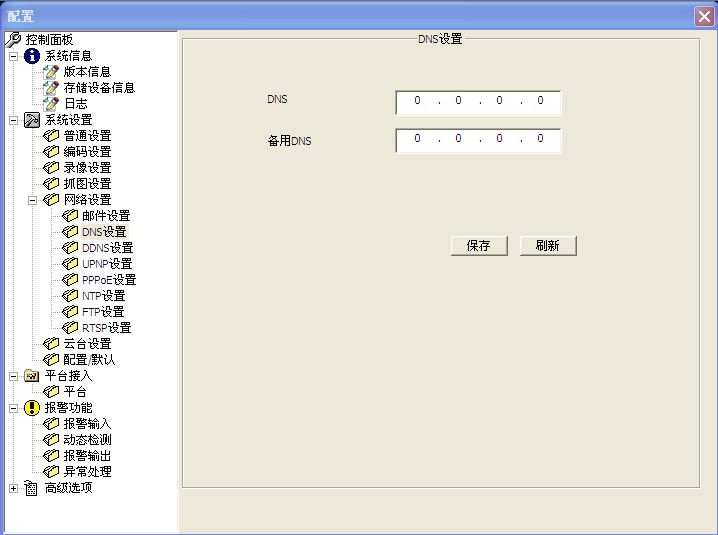 配置
控制面板
系统信息
版本信息
存储设备信息
日志
系统设置
普通设置
编码设置
录像设置
抓图设置
网络设置
邮件设置
DNS设置
DDNS设置
UPNP设置
PPPoE设置
NTP设置
FTP设置
RTSP设置
云台设置
配置/默认
平台接入
平台
报警功能
报警输入
动态检测
报警输出
异常处理
高级选项
DNS设置
DNS 0 . 0 . 0 . 0
备用DNS 0 . 0 . 0 . 0
保存 刷新